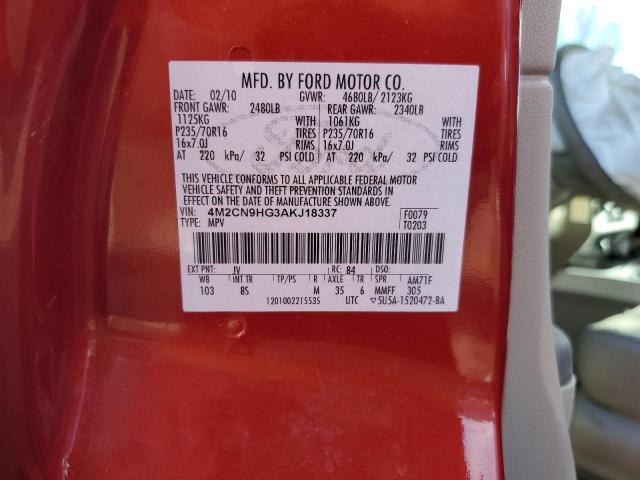 MFD. BY FORD MOTOR CO.
DATE: 02/10 GVWR: 4680LB/ 2123KG
FRONT GAWR: 2480LB REAR GAWR: 2340LB
1125KG WITH 1061KG WITH
P235/70R16 TIRES P235/70R16 TIRES
16x7.0J RIMS 16x7.0J RIMS
AT 220 kPa/ 32 PSI COLD AT 220 kPa/ 32 PSI COLD
THIS VEHICLE CONFORMS TO ALL APPLICABLE FEDERAL MOTOR
VEHICLE SAFETY AND THEFT PREVENTION STANDARDS IN
EFFECT ON THE DATE OF MANUFACTURE SHOWN ABOVE.
VIN: 4M2CN9HG3AKJ18337 F0079
TYPE: MPV T0203
EXT PNT: JV RC: 84 DSO:
WB INT TR TP/PS R AXLE TR SPR AM71F
103 8S M 35 6 MMFF 305
1201002215535 UTC ▽5U5A-1520472-BA